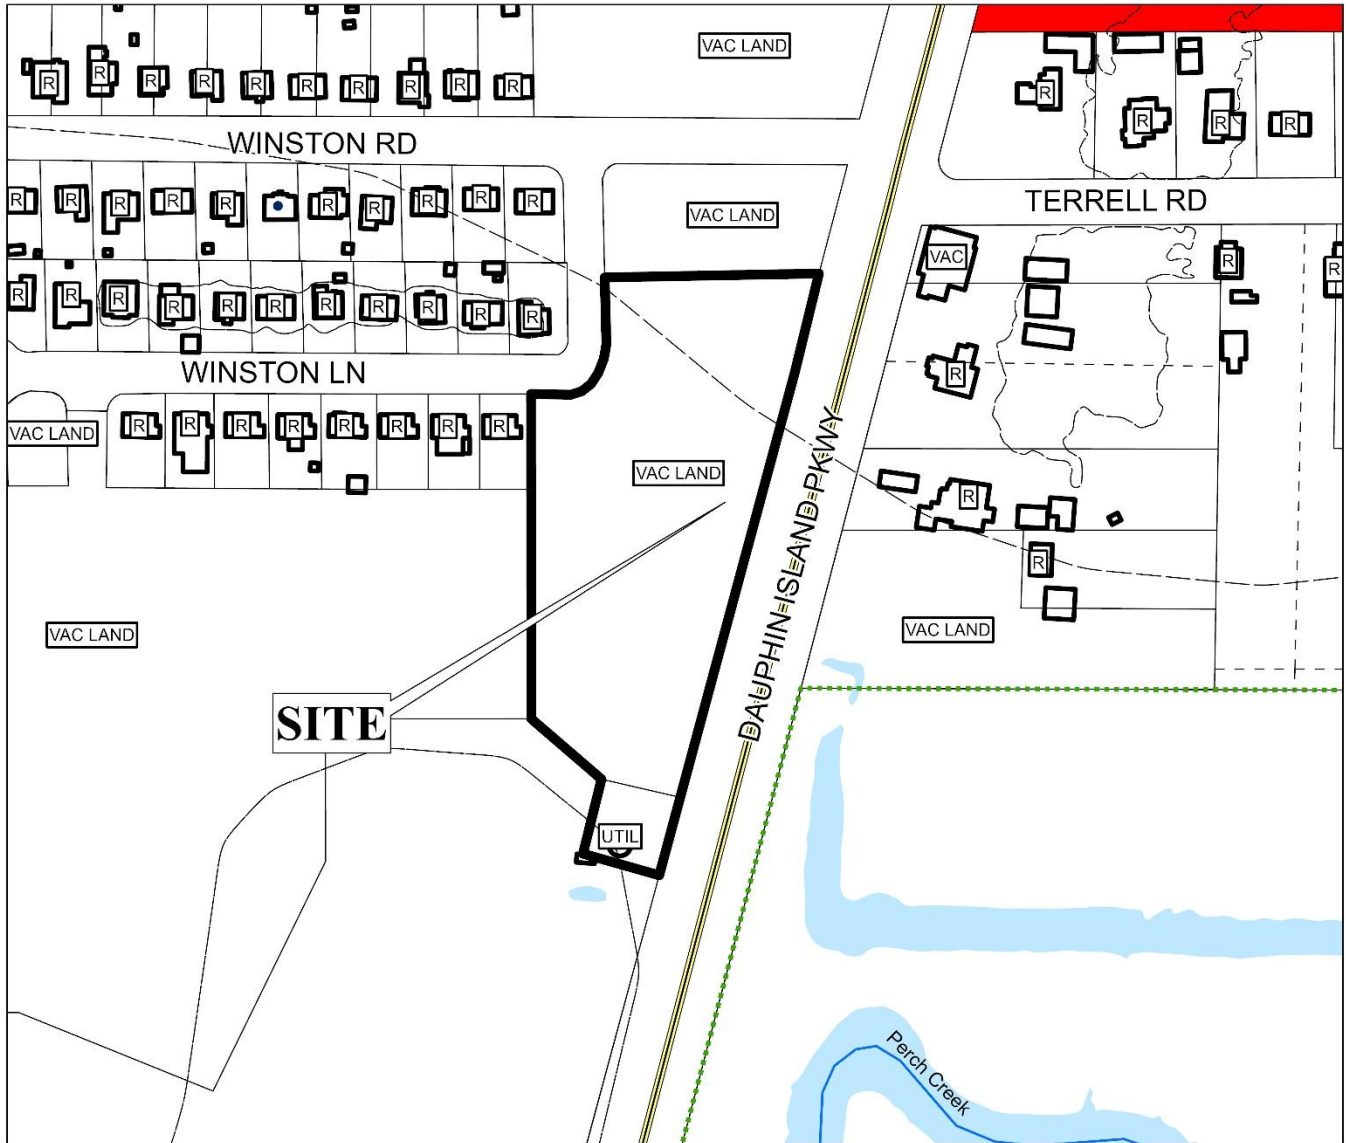 VAC LAND
R R R R R R R R R R
R
WINSTON RD
R R R
R R R R R R R R R R
TERRELL RD
VAC LAND
VAC
R
R
R R R R R R R R R R R
WINSTON LN
R
VAC LAND
R R R R R R R R
VAC LAND
R
DAUPHIN ISLAND PKWY
R
VAC LAND
VAC LAND
SITE
UTIL
Perch Creek